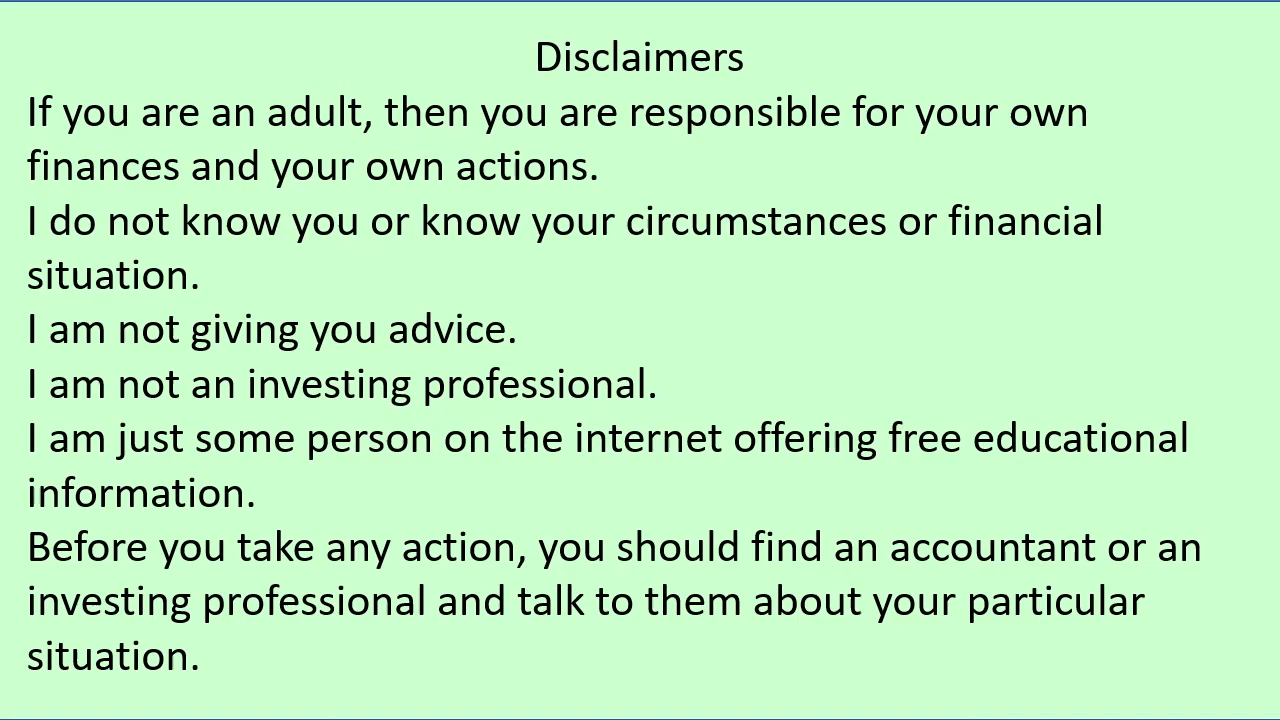 Disclaimers
If you are an adult, then you are responsible for your own
finances and your own actions.
I do not know you or know your circumstances or financial
situation.
I am not giving you advice.
I am not an investing professional.
I am just some person on the internet offering free educational
information.
Before you take any action, you should find an accountant or an
investing professional and talk to them about your particular
situation.